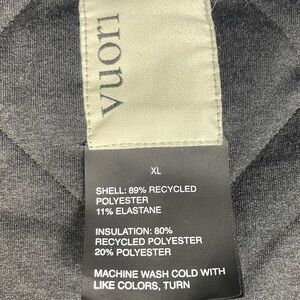 vuori
XL
SHELL: 89% RECYCLED
POLYESTER
11% ELASTANE
INSULATION: 80%
RECYCLED POLYESTER
20% POLYESTER
MACHINE WASH COLD WITH
LIKE COLORS, TURN